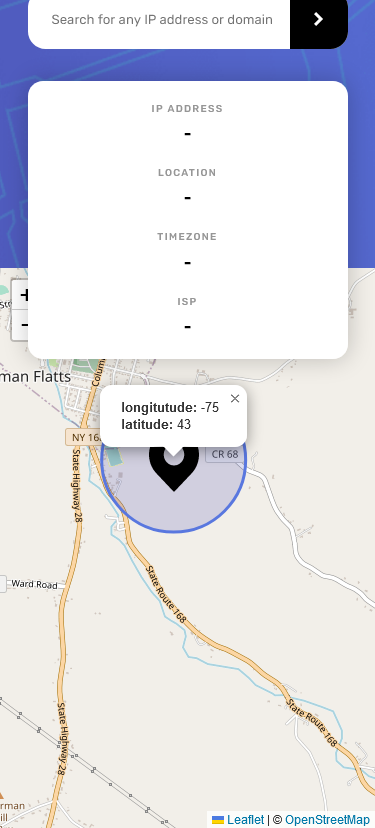 Search for any IP address or domain
IP ADDRESS
-
LOCATION
-
TIMEZONE
-
ISP
-
+
-
man Flatts
Colum
×
longitutude: -75
latitude: 43
NY 16
CR 68
State Highway 28
Ward Road
State Route 168
State Route 168
State Highway 28
rman
ill
Leaflet | © OpenStreetMap